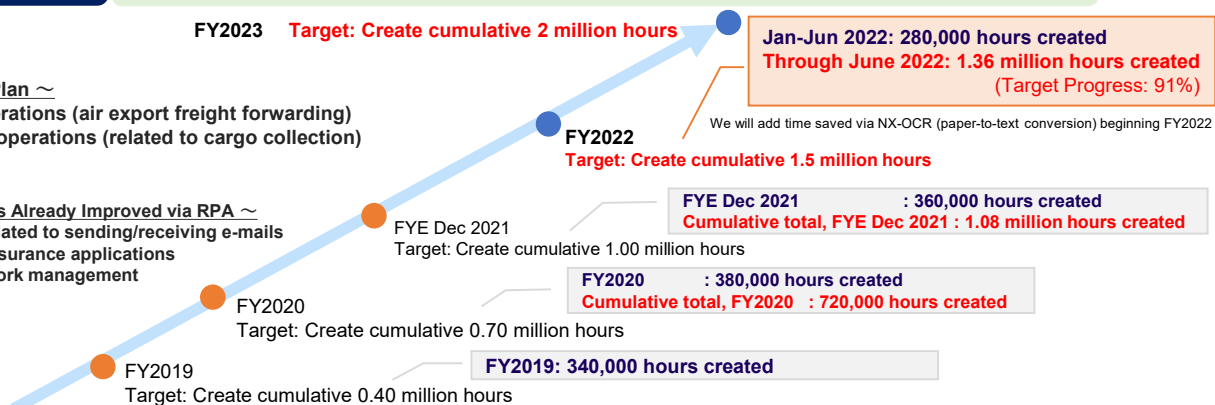 FY2023 Target: Create cumulative 2 million hours
Jan-Jun 2022: 280,000 hours created
Through June 2022: 1.36 million hours created
(Target Progress: 91%)
We will add time saved via NX-OCR (paper-to-text conversion) beginning FY2022
Plan ～
(air export freight forwarding)
operations (related to cargo collection)
FY2022
Target: Create cumulative 1.5 million hours
Already Improved via RPA ～
to sending/receiving e-mails
applications
management
FYE Dec 2021 : 360,000 hours created
Cumulative total, FYE Dec 2021 : 1.08 million hours created
FYE Dec 2021
Target: Create cumulative 1.00 million hours
FY2020 : 380,000 hours created
Cumulative total, FY2020 : 720,000 hours created
FY2020
Target: Create cumulative 0.70 million hours
FY2019: 340,000 hours created
FY2019
Target: Create cumulative 0.40 million hours